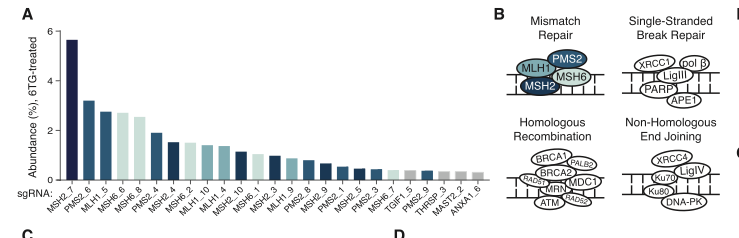 A
Abundance (%), 6TG-treated
6
4
2
0
sgRNA:
MSH2_7
PMS2_6
MLH1_5
MSH6_6
MSH6_8
PMS2_4
MSH2_4
MSH6_2
MLH1_10
MLH1_4
MSH2_10
MSH6_1
MSH2_3
MLH1_9
PMS2_8
MSH2_9
PMS2_1
MSH2_5
PMS2_3
MSH6_7
TGIF1_5
PMS2_9
THRSP_3
MAST2_2
ANXA1_6
B
Mismatch
Repair
PMS2
MLH1
MSH6
MSH2
Single-Stranded
Break Repair
XRCC1
pol β
LigIII
PARP
APE1
Homologous
Recombination
BRCA1
PALB2
BRCA2
RAD51
MDC1
MRN
ATM
RAD52
Non-Homologous
End Joining
XRCC4
LigIV
Ku70
Ku80
DNA-PK
C
D